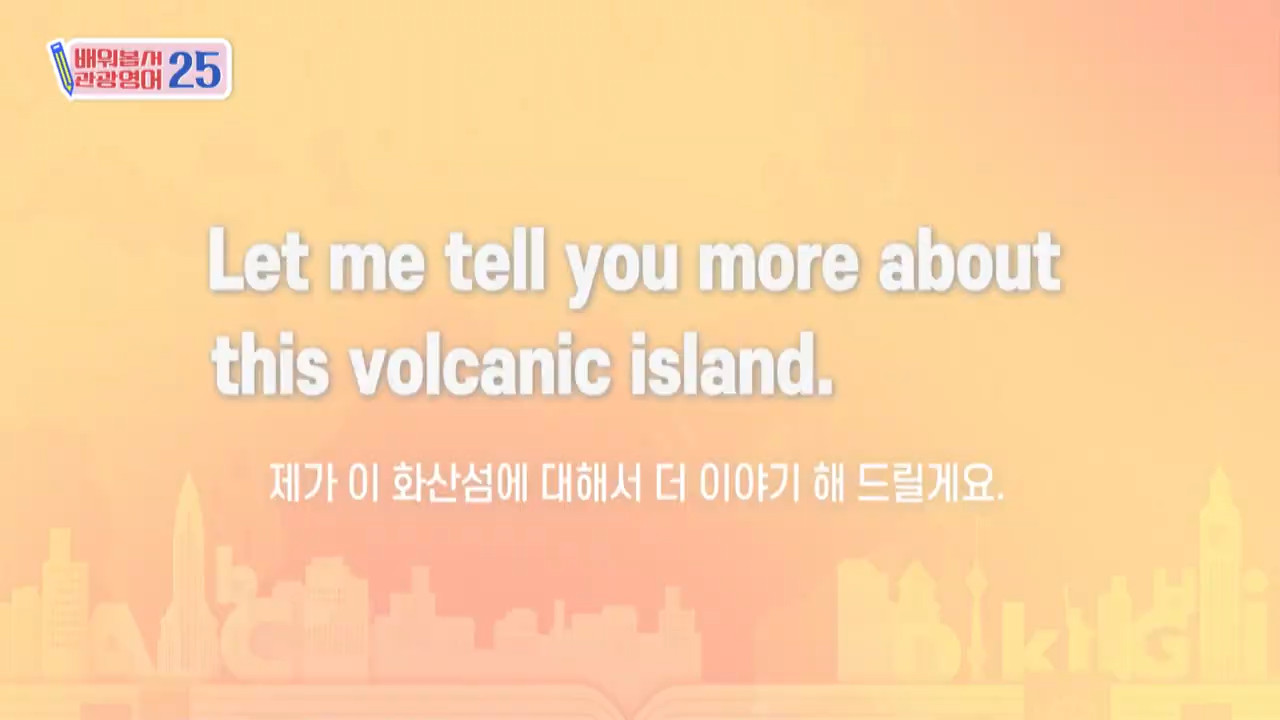 배워봅서
관광영어 25
Let me tell you more about
this volcanic island.
제가 이 화산섬에 대해서 더 이야기 해 드릴게요.